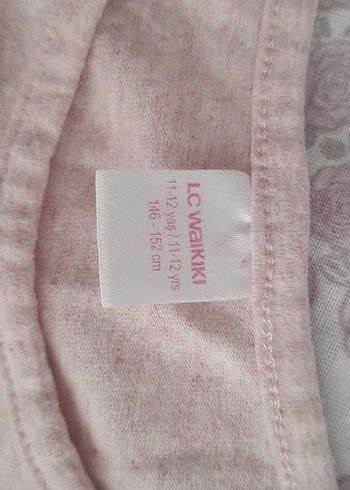 LC WAIKIKI
11-12 yaş / 11-12 yrs
146 - 152 cm